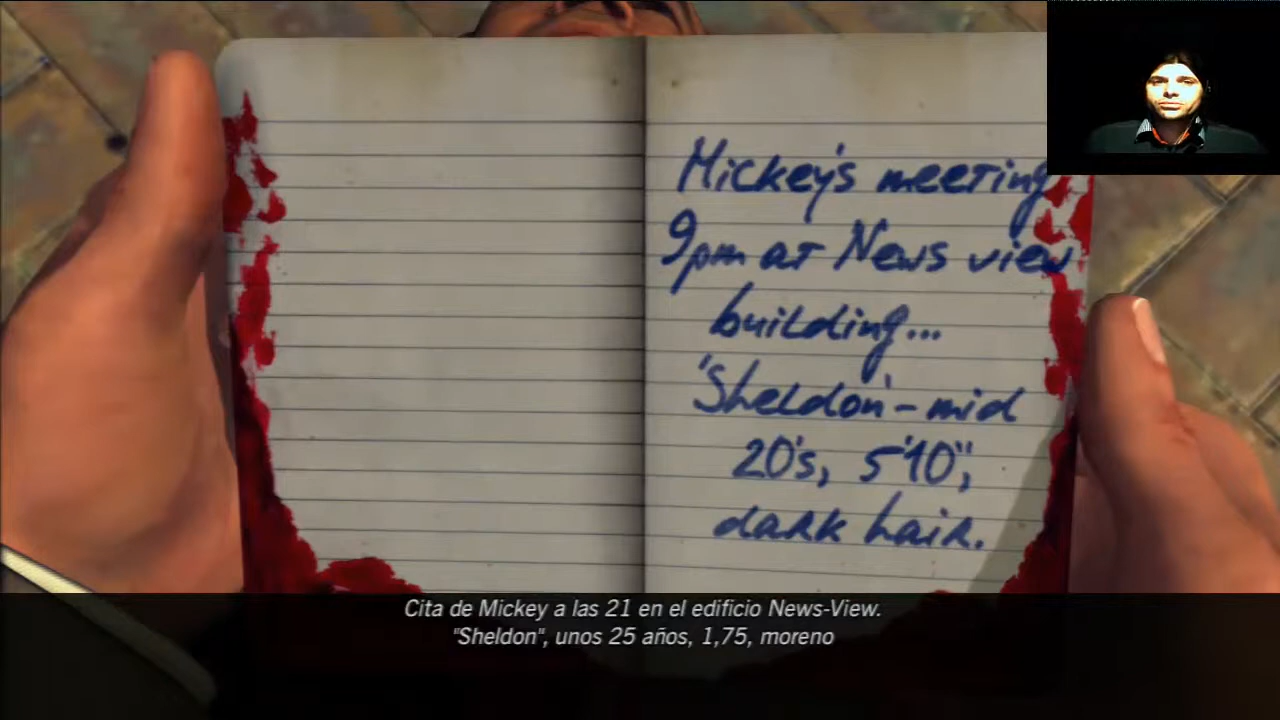 Mickey's meeting
9pm at News view
building...
'Sheldon' - mid
20's, 5'10",
dark hair.
Cita de Mickey a las 21 en el edificio News-View.
"Sheldon", unos 25 años, 1,75, moreno